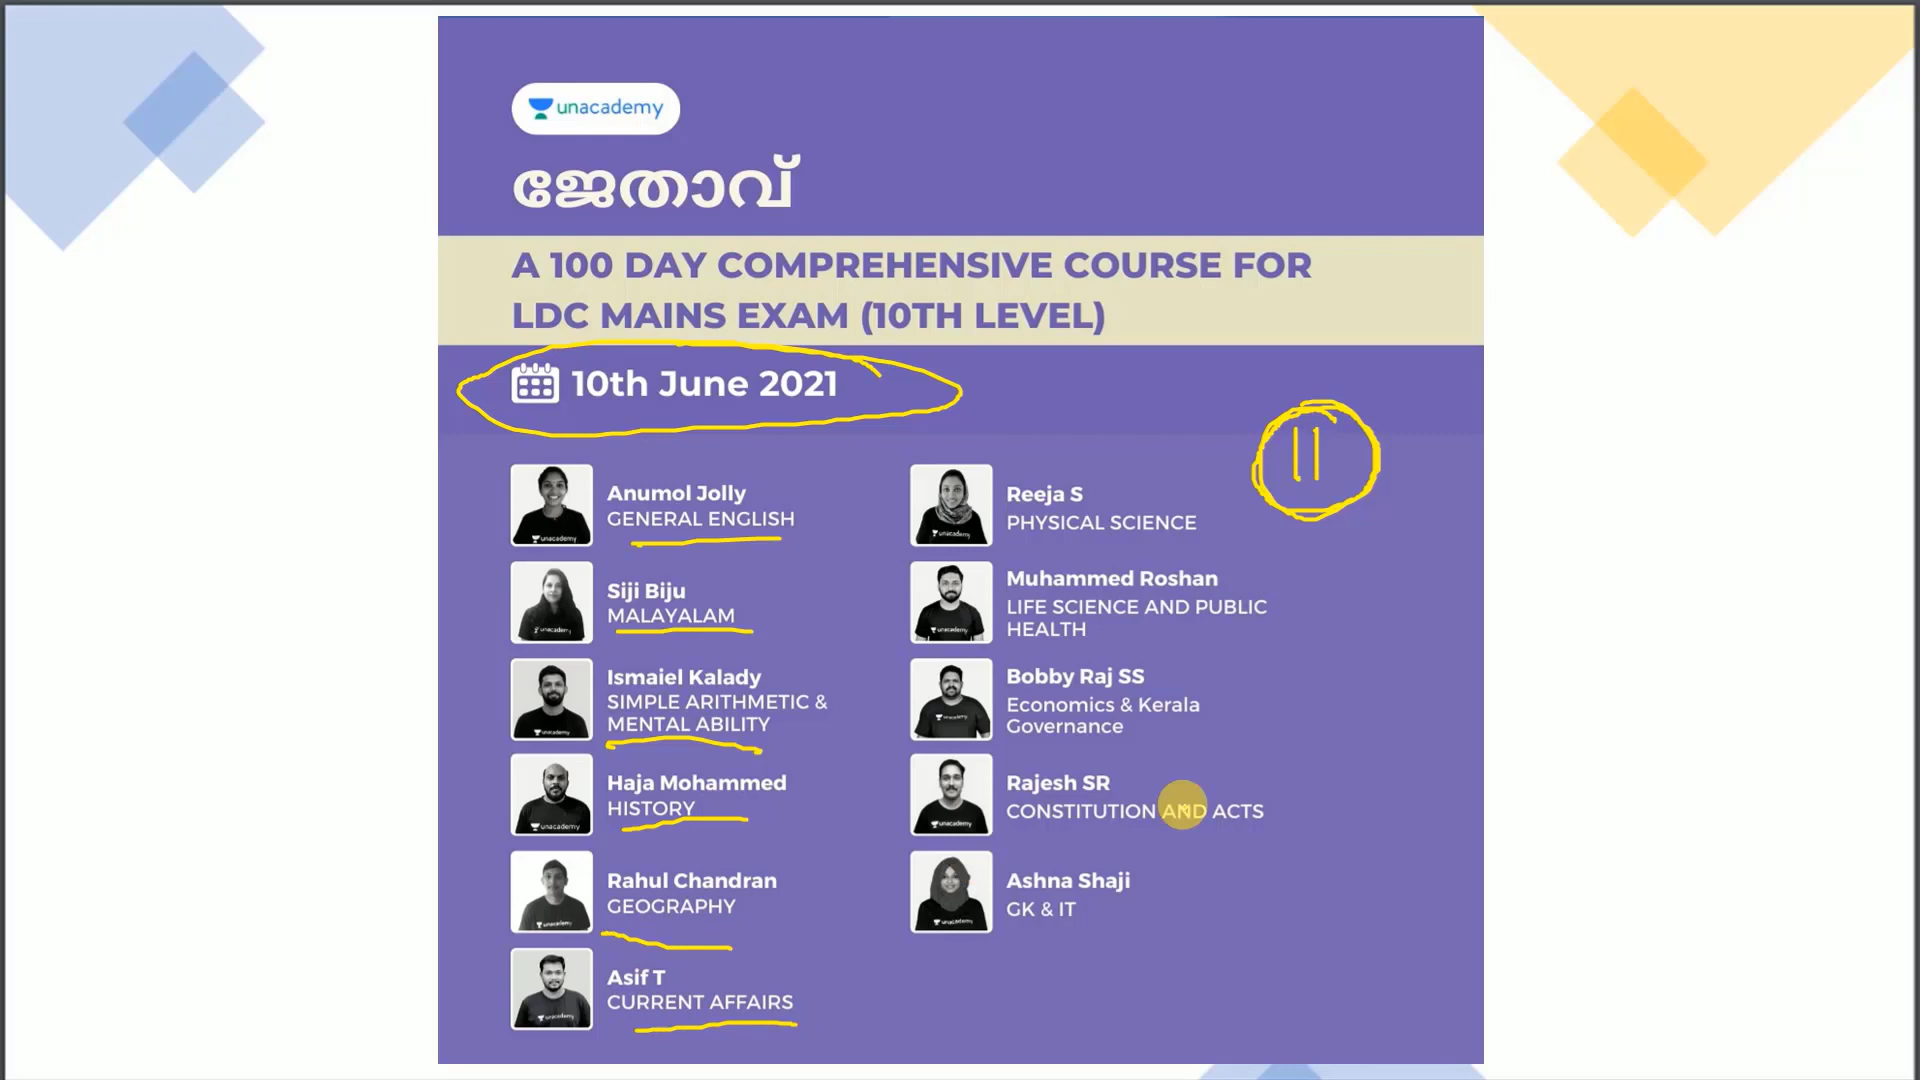 unacademy
ജേതാവ്
A 100 DAY COMPREHENSIVE COURSE FOR
LDC MAINS EXAM (10TH LEVEL)
10th June 2021
11
Anumol Jolly
GENERAL ENGLISH
Siji Biju
MALAYALAM
Ismaiel Kalady
SIMPLE ARITHMETIC &
MENTAL ABILITY
Haja Mohammed
HISTORY
Rahul Chandran
GEOGRAPHY
Asif T
CURRENT AFFAIRS
Reeja S
PHYSICAL SCIENCE
Muhammed Roshan
LIFE SCIENCE AND PUBLIC
HEALTH
Bobby Raj SS
Economics & Kerala
Governance
Rajesh SR
CONSTITUTION AND ACTS
Ashna Shaji
GK & IT